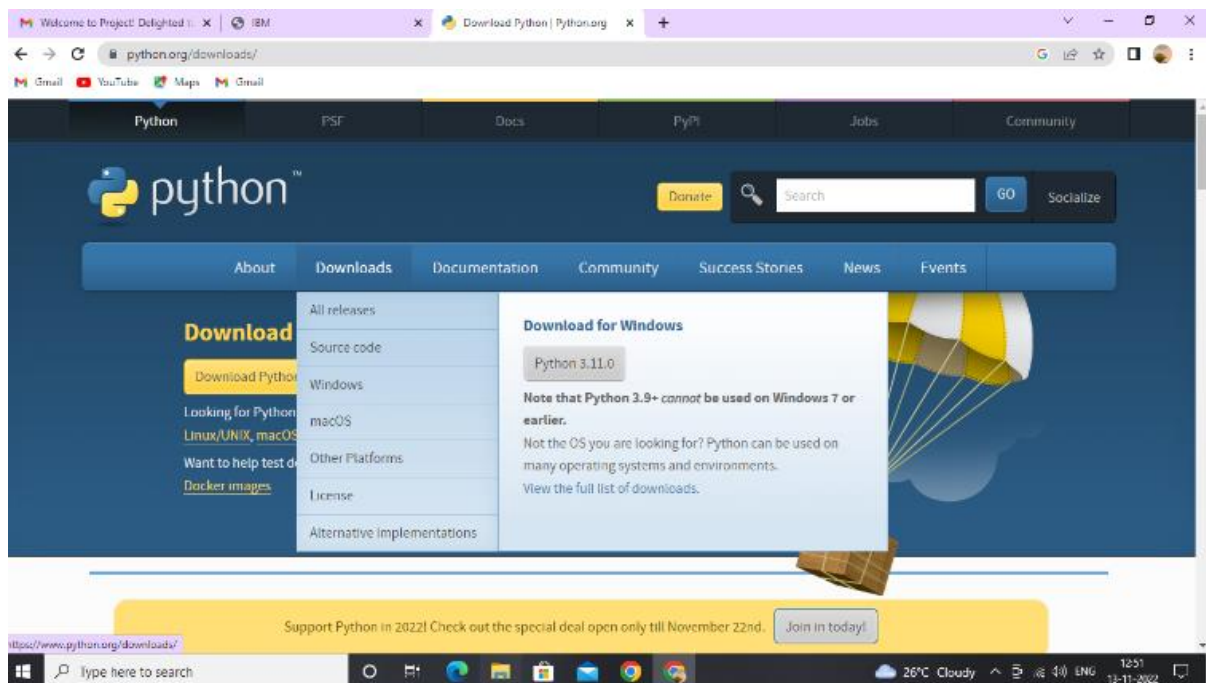 Welcome to Project! Delighted t
IBM
Download Python | Python.org
python.org/downloads/
Gmail YouTube Maps Gmail
Python PSF Docs PyPI Jobs Community
python™
Donate Search GO Socialize
About Downloads Documentation Community Success Stories News Events
All releases
Source code
Windows
macOS
Other Platforms
License
Alternative Implementations
Download for Windows
Python 3.11.0
Note that Python 3.9+ cannot be used on Windows 7 or
earlier.
Not the OS you are looking for? Python can be used on
many operating systems and environments.
View the full list of downloads.
Download
Download Python
Looking for Python
Linux/UNIX, macOS
Want to help test d
Docker images
Support Python in 2022! Check out the special deal open only till November 22nd. Join in today!
https://www.python.org/downloads/
Type here to search
26°C Cloudy ENG
12:51
13-11-2022